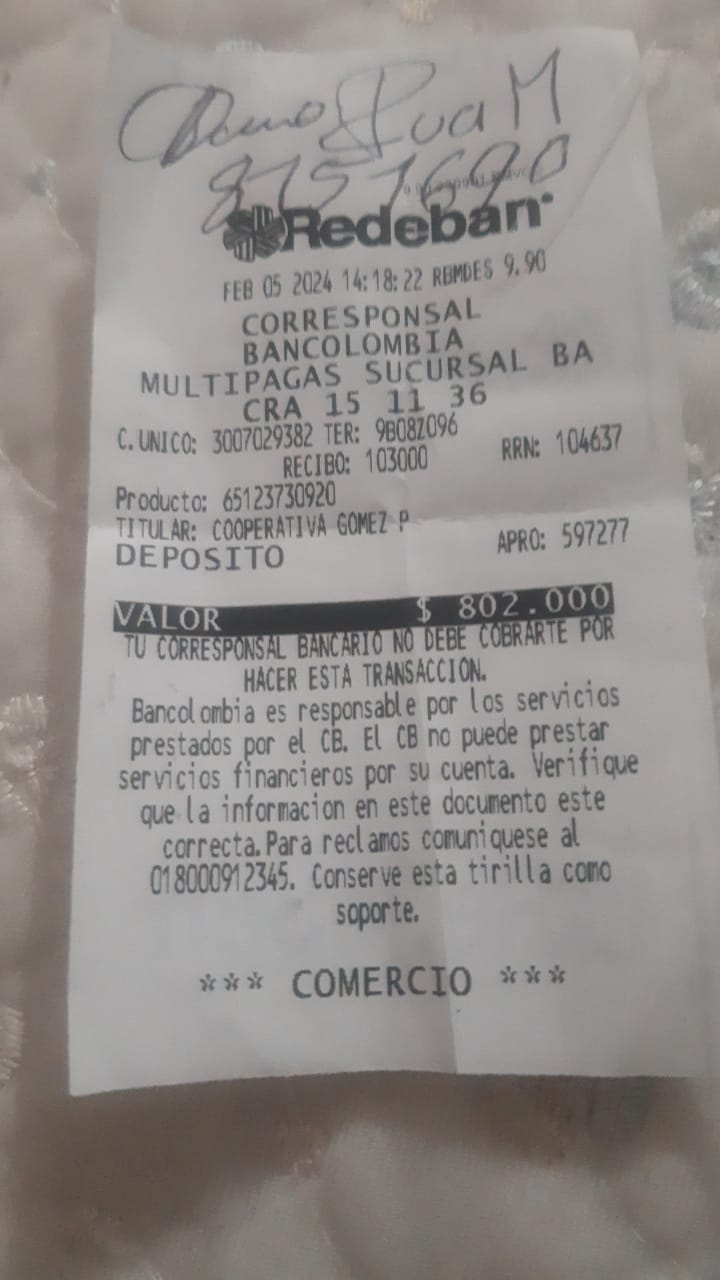 Rua M
8757690
Redeban
FEB 05 2024 14:18:22 RBMDES 9.90
CORRESPONSAL
BANCOLOMBIA
MULTIPAGAS SUCURSAL BA
CRA 15 11 36
C.UNICO: 3007029382 TER: 9B08Z096
RECIBO: 103000 RRN: 104637
Producto: 65123730920
TITULAR: COOPERATIVA GOMEZ P
DEPOSITO APRO: 597277
VALOR $ 802.000
TU CORRESPONSAL BANCARIO NO DEBE COBRARTE POR
HACER ESTA TRANSACCION.
Bancolombia es responsable por los servicios
prestados por el CB. El CB no puede prestar
servicios financieros por su cuenta. Verifique
que la informacion en este documento este
correcta.Para reclamos comuniquese al
018000912345. Conserve esta tirilla como
soporte.
*** COMERCIO ***